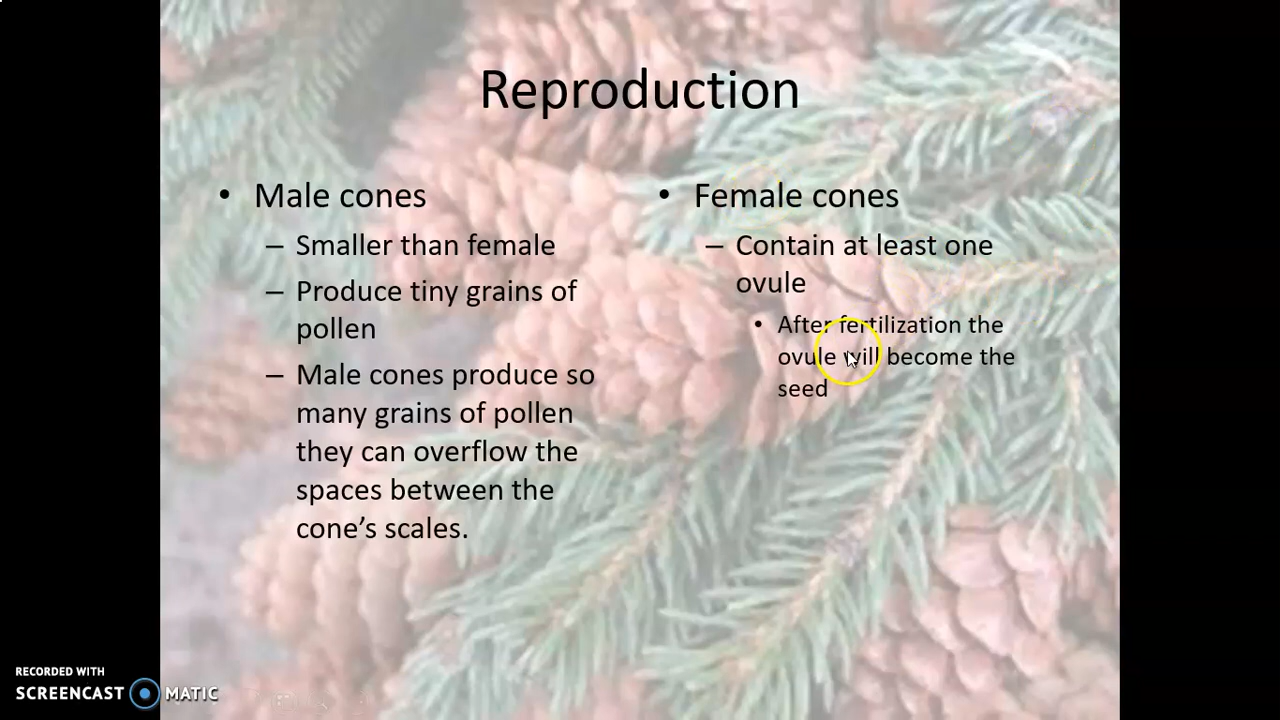 Reproduction
• Male cones
– Smaller than female
– Produce tiny grains of
pollen
– Male cones produce so
many grains of pollen
they can overflow the
spaces between the
cone’s scales.
• Female cones
– Contain at least one
ovule
• After fertilization the
ovule will become the
seed
RECORDED WITH
SCREENCAST MATIC